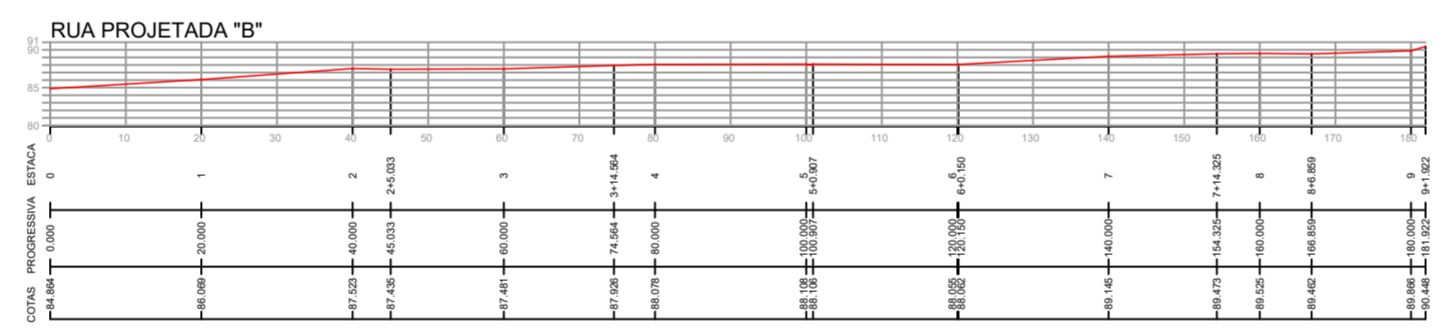 RUA PROJETADA "B"
91
90
85
80
0 10 20 30 40 50 60 70 80 90 100 110 120 130 140 150 160 170 180
ESTACA 0 1 2 2+5.033 3 3+14.564 4 5 5+0.907 6 6+0.150 7 7+14.325 8 8+6.859 9 9+1.922
PROGRESSIVA 0.000 20.000 40.000 45.033 60.000 74.564 80.000 100.000 100.907 120.000 120.150 140.000 154.325 160.000 166.859 180.000 181.922
COTAS 84.864 86.069 87.523 87.435 87.481 87.926 88.078 88.108 88.106 88.055 88.062 89.145 89.473 89.525 89.462 89.866 90.448